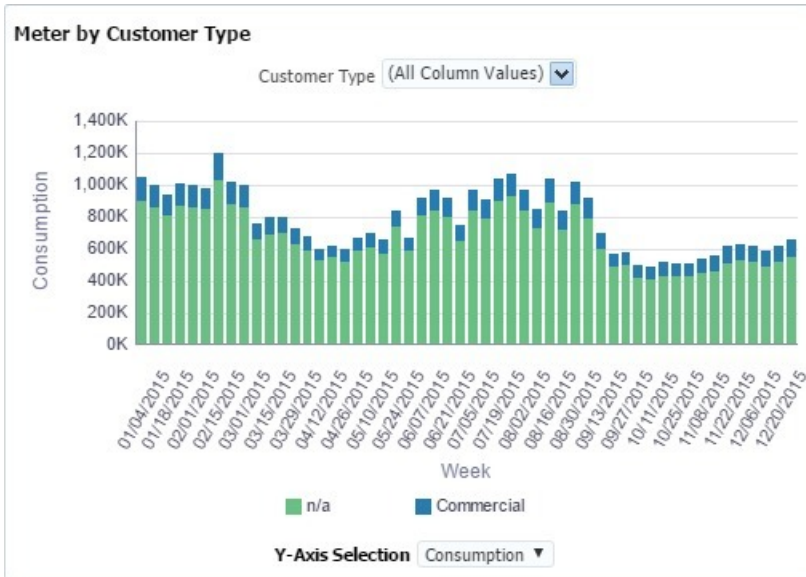 Meter by Customer Type
Customer Type (All Column Values)
1,400K
1,200K
1,000K
800K
600K
400K
200K
0K
Consumption
01/04/2015
01/18/2015
02/01/2015
02/15/2015
03/01/2015
03/15/2015
03/29/2015
04/12/2015
04/26/2015
05/10/2015
05/24/2015
06/07/2015
06/21/2015
07/05/2015
07/19/2015
08/02/2015
08/16/2015
08/30/2015
09/13/2015
09/27/2015
10/11/2015
10/25/2015
11/08/2015
11/22/2015
12/06/2015
12/20/2015
Week
n/a Commercial
Y-Axis Selection Consumption